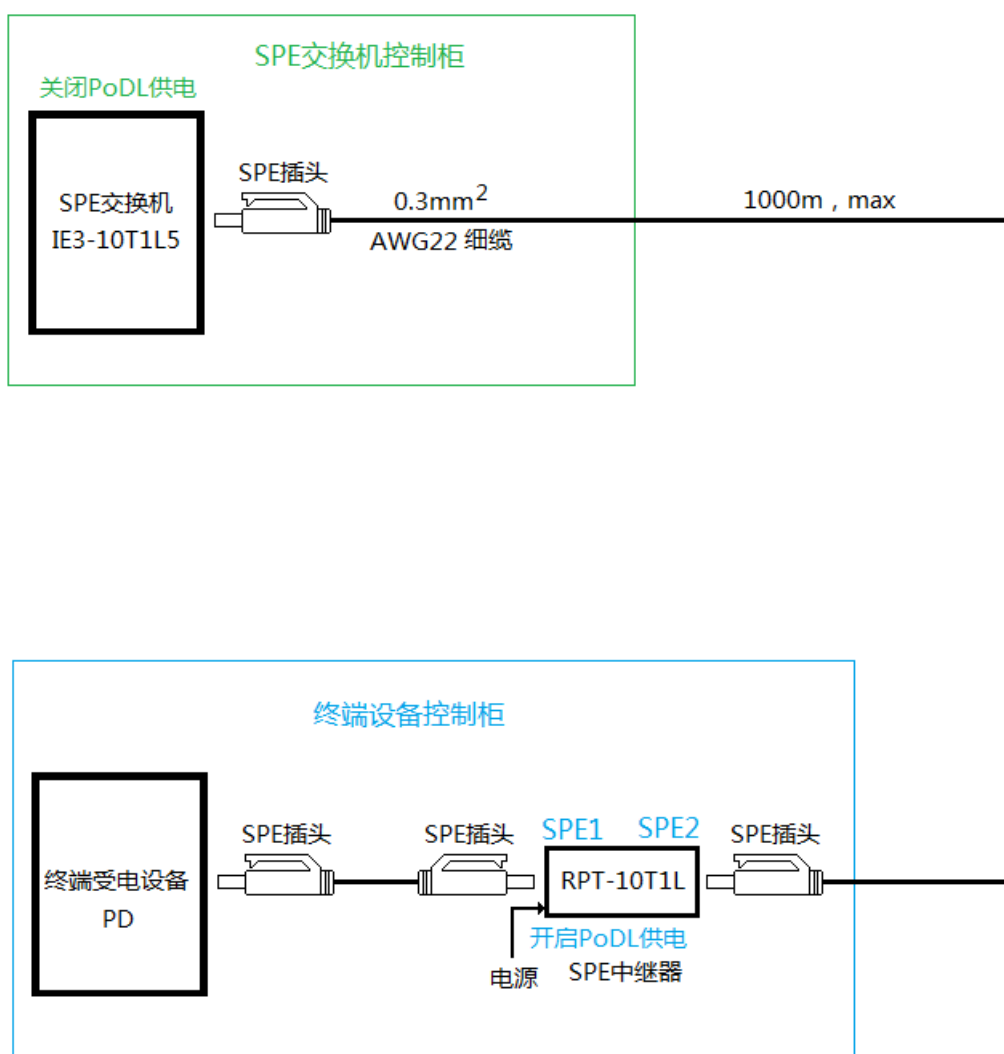 SPE交换机控制柜
关闭PoDL供电
SPE交换机
IE3-10T1L5
SPE插头
0.3mm²
AWG22 细缆
1000m，max
终端设备控制柜
终端受电设备
PD
SPE插头
SPE插头
SPE1
SPE2
SPE插头
RPT-10T1L
开启PoDL供电
电源
SPE中继器